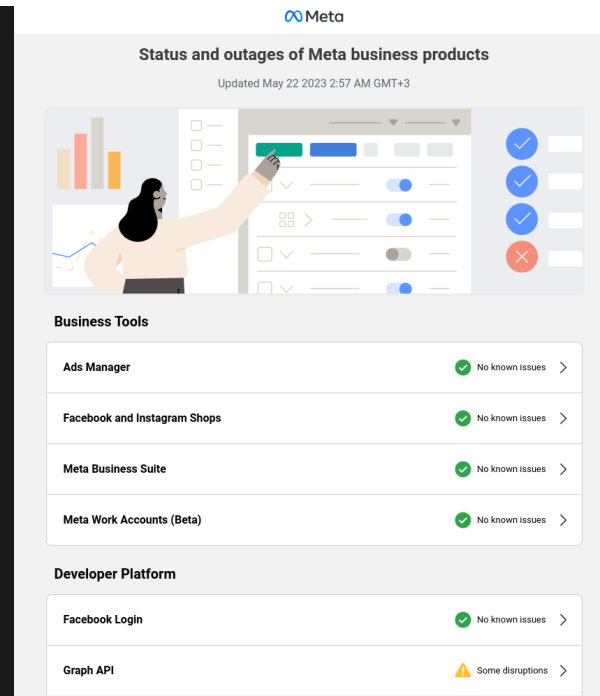 Meta
Status and outages of Meta business products
Updated May 22 2023 2:57 AM GMT+3
Business Tools
Ads Manager No known issues
Facebook and Instagram Shops No known issues
Meta Business Suite No known issues
Meta Work Accounts (Beta) No known issues
Developer Platform
Facebook Login No known issues
Graph API Some disruptions